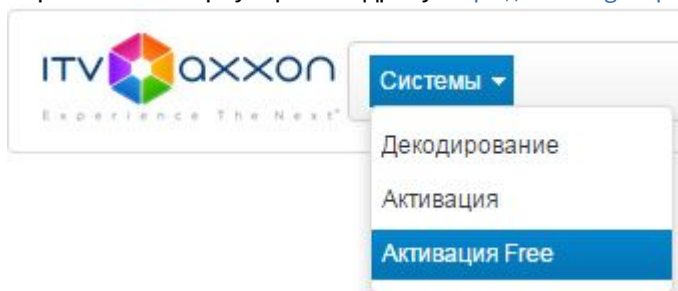 ITV AXXON
Experience The Next
Системы
Декодирование
Активация
Активация Free